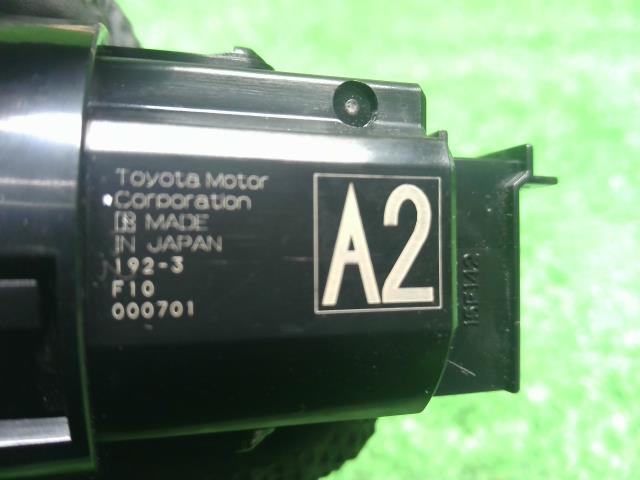 Toyota Motor
Corporation
MADE
IN JAPAN
192-3
F10
000701
A2